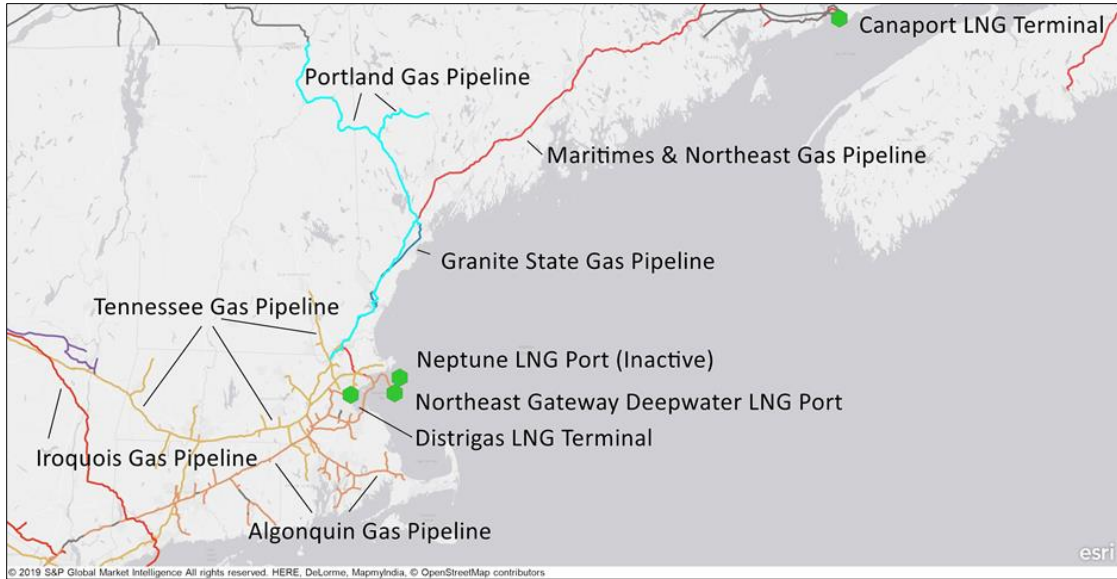 Canaport LNG Terminal
Portland Gas Pipeline
Maritimes & Northeast Gas Pipeline
Granite State Gas Pipeline
Tennessee Gas Pipeline
Neptune LNG Port (Inactive)
Northeast Gateway Deepwater LNG Port
Distrigas LNG Terminal
Iroquois Gas Pipeline
Algonquin Gas Pipeline
esri
© 2019 S&P Global Market Intelligence All rights reserved. HERE, DeLorme, MapmyIndia, © OpenStreetMap contributors